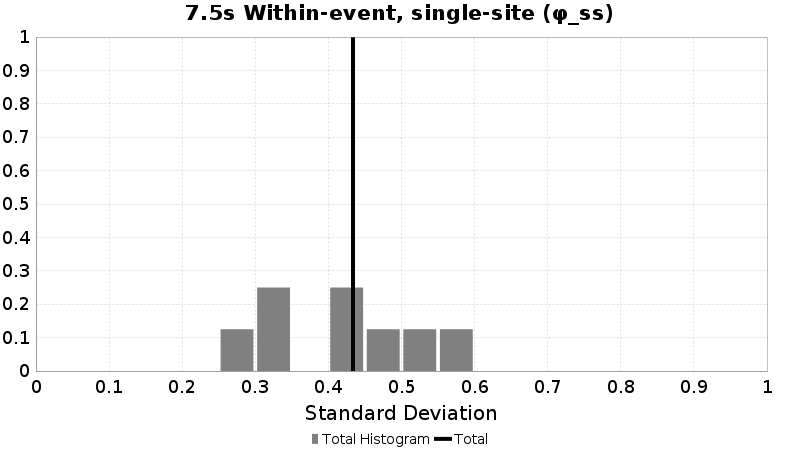 7.5s Within-event, single-site (φ_ss)
1
0.9
0.8
0.7
0.6
0.5
0.4
0.3
0.2
0.1
0
0 0.1 0.2 0.3 0.4 0.5 0.6 0.7 0.8 0.9 1
Standard Deviation
Total Histogram Total